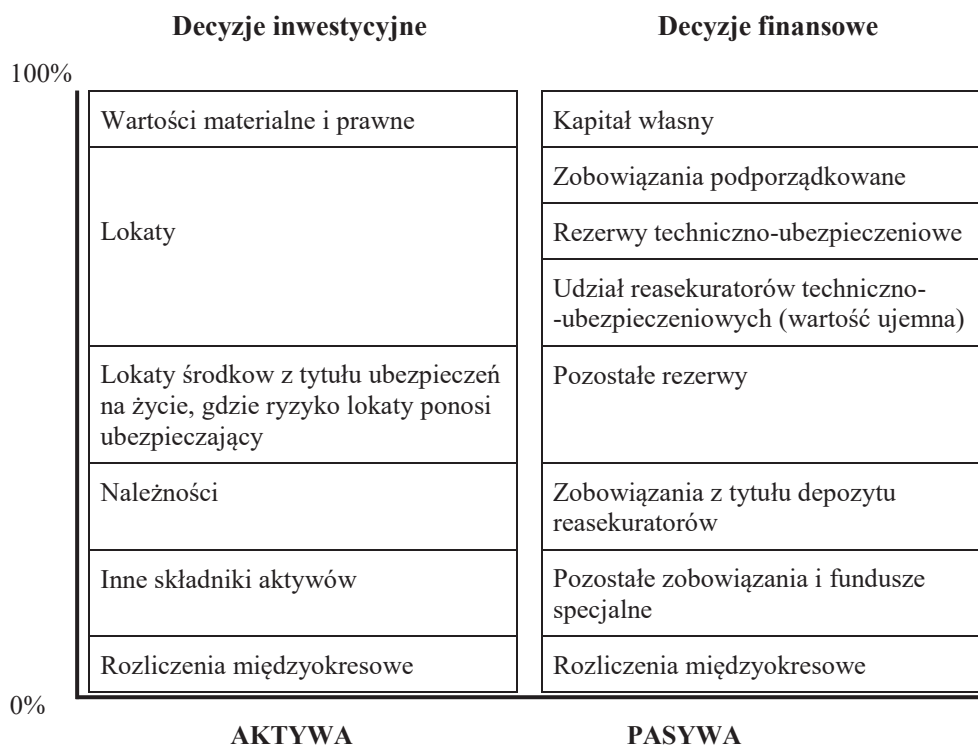 Decyzje inwestycyjne
Decyzje finansowe
100%
Wartości materialne i prawne
Lokaty
Lokaty środkow z tytułu ubezpieczeń
na życie, gdzie ryzyko lokaty ponosi
ubezpieczający
Należności
Inne składniki aktywów
Rozliczenia międzyokresowe
Kapitał własny
Zobowiązania podporządkowane
Rezerwy techniczno-ubezpieczeniowe
Udział reasekuratorów techniczno-
-ubezpieczeniowych (wartość ujemna)
Pozostałe rezerwy
Zobowiązania z tytułu depozytu
reasekuratorów
Pozostałe zobowiązania i fundusze
specjalne
Rozliczenia międzyokresowe
0%
AKTYWA
PASYWA